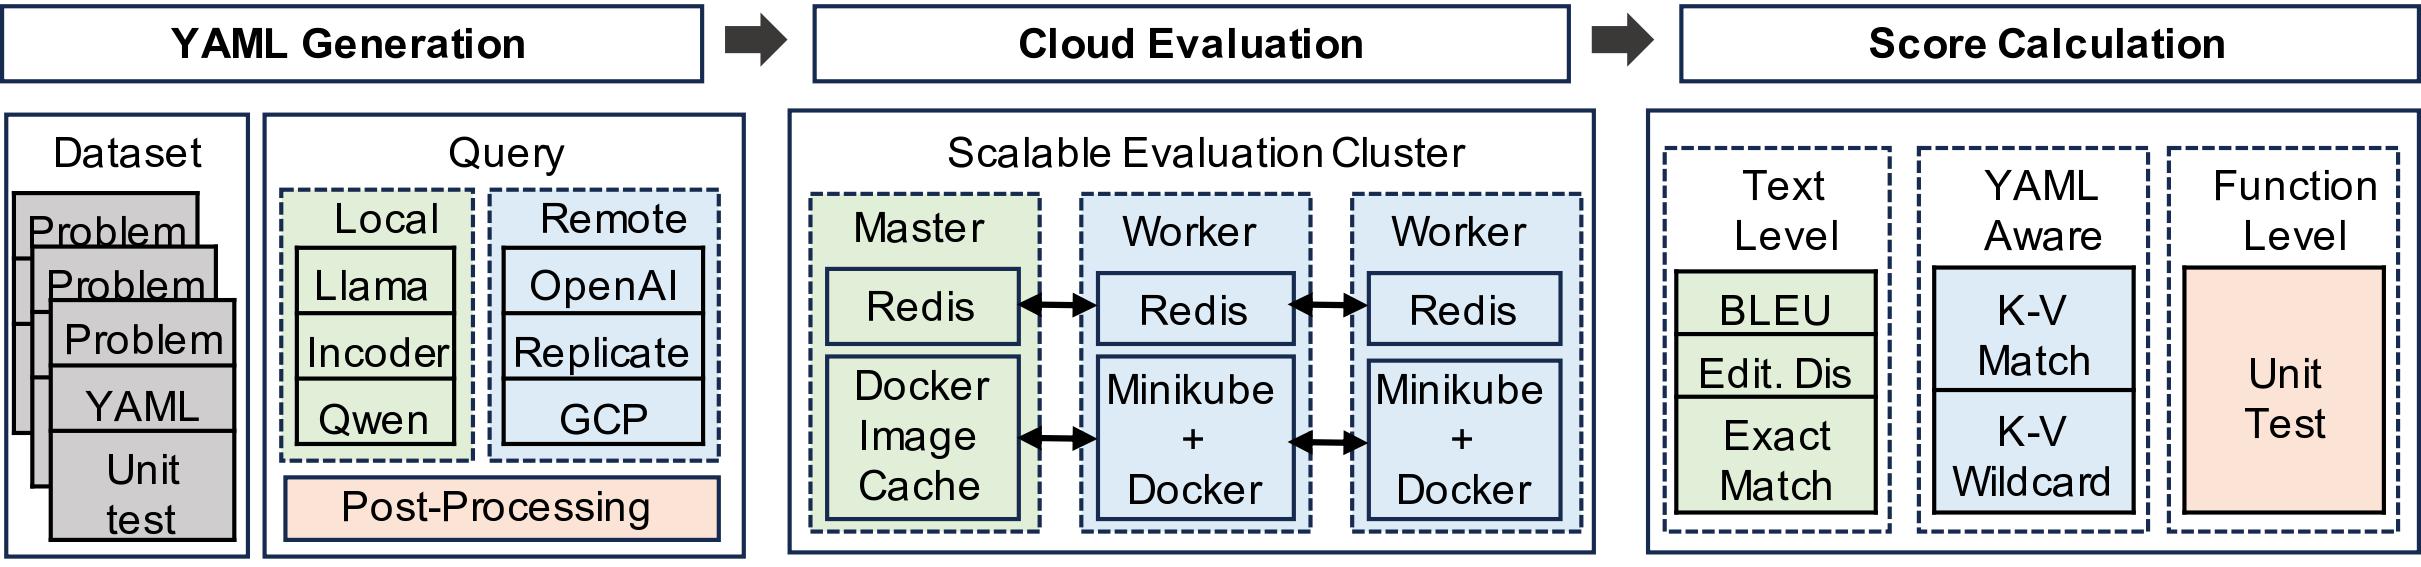 YAML Generation
Cloud Evaluation
Score Calculation
Dataset
Problem
Problem
Problem
YAML
Unit
test
Query
Local
Llama
Incoder
Qwen
Remote
OpenAI
Replicate
GCP
Post-Processing
Scalable Evaluation Cluster
Master
Redis
Docker
Image
Cache
Worker
Redis
Minikube
+
Docker
Worker
Redis
Minikube
+
Docker
Text
Level
BLEU
Edit. Dis
Exact
Match
YAML
Aware
K-V
Match
K-V
Wildcard
Function
Level
Unit
Test